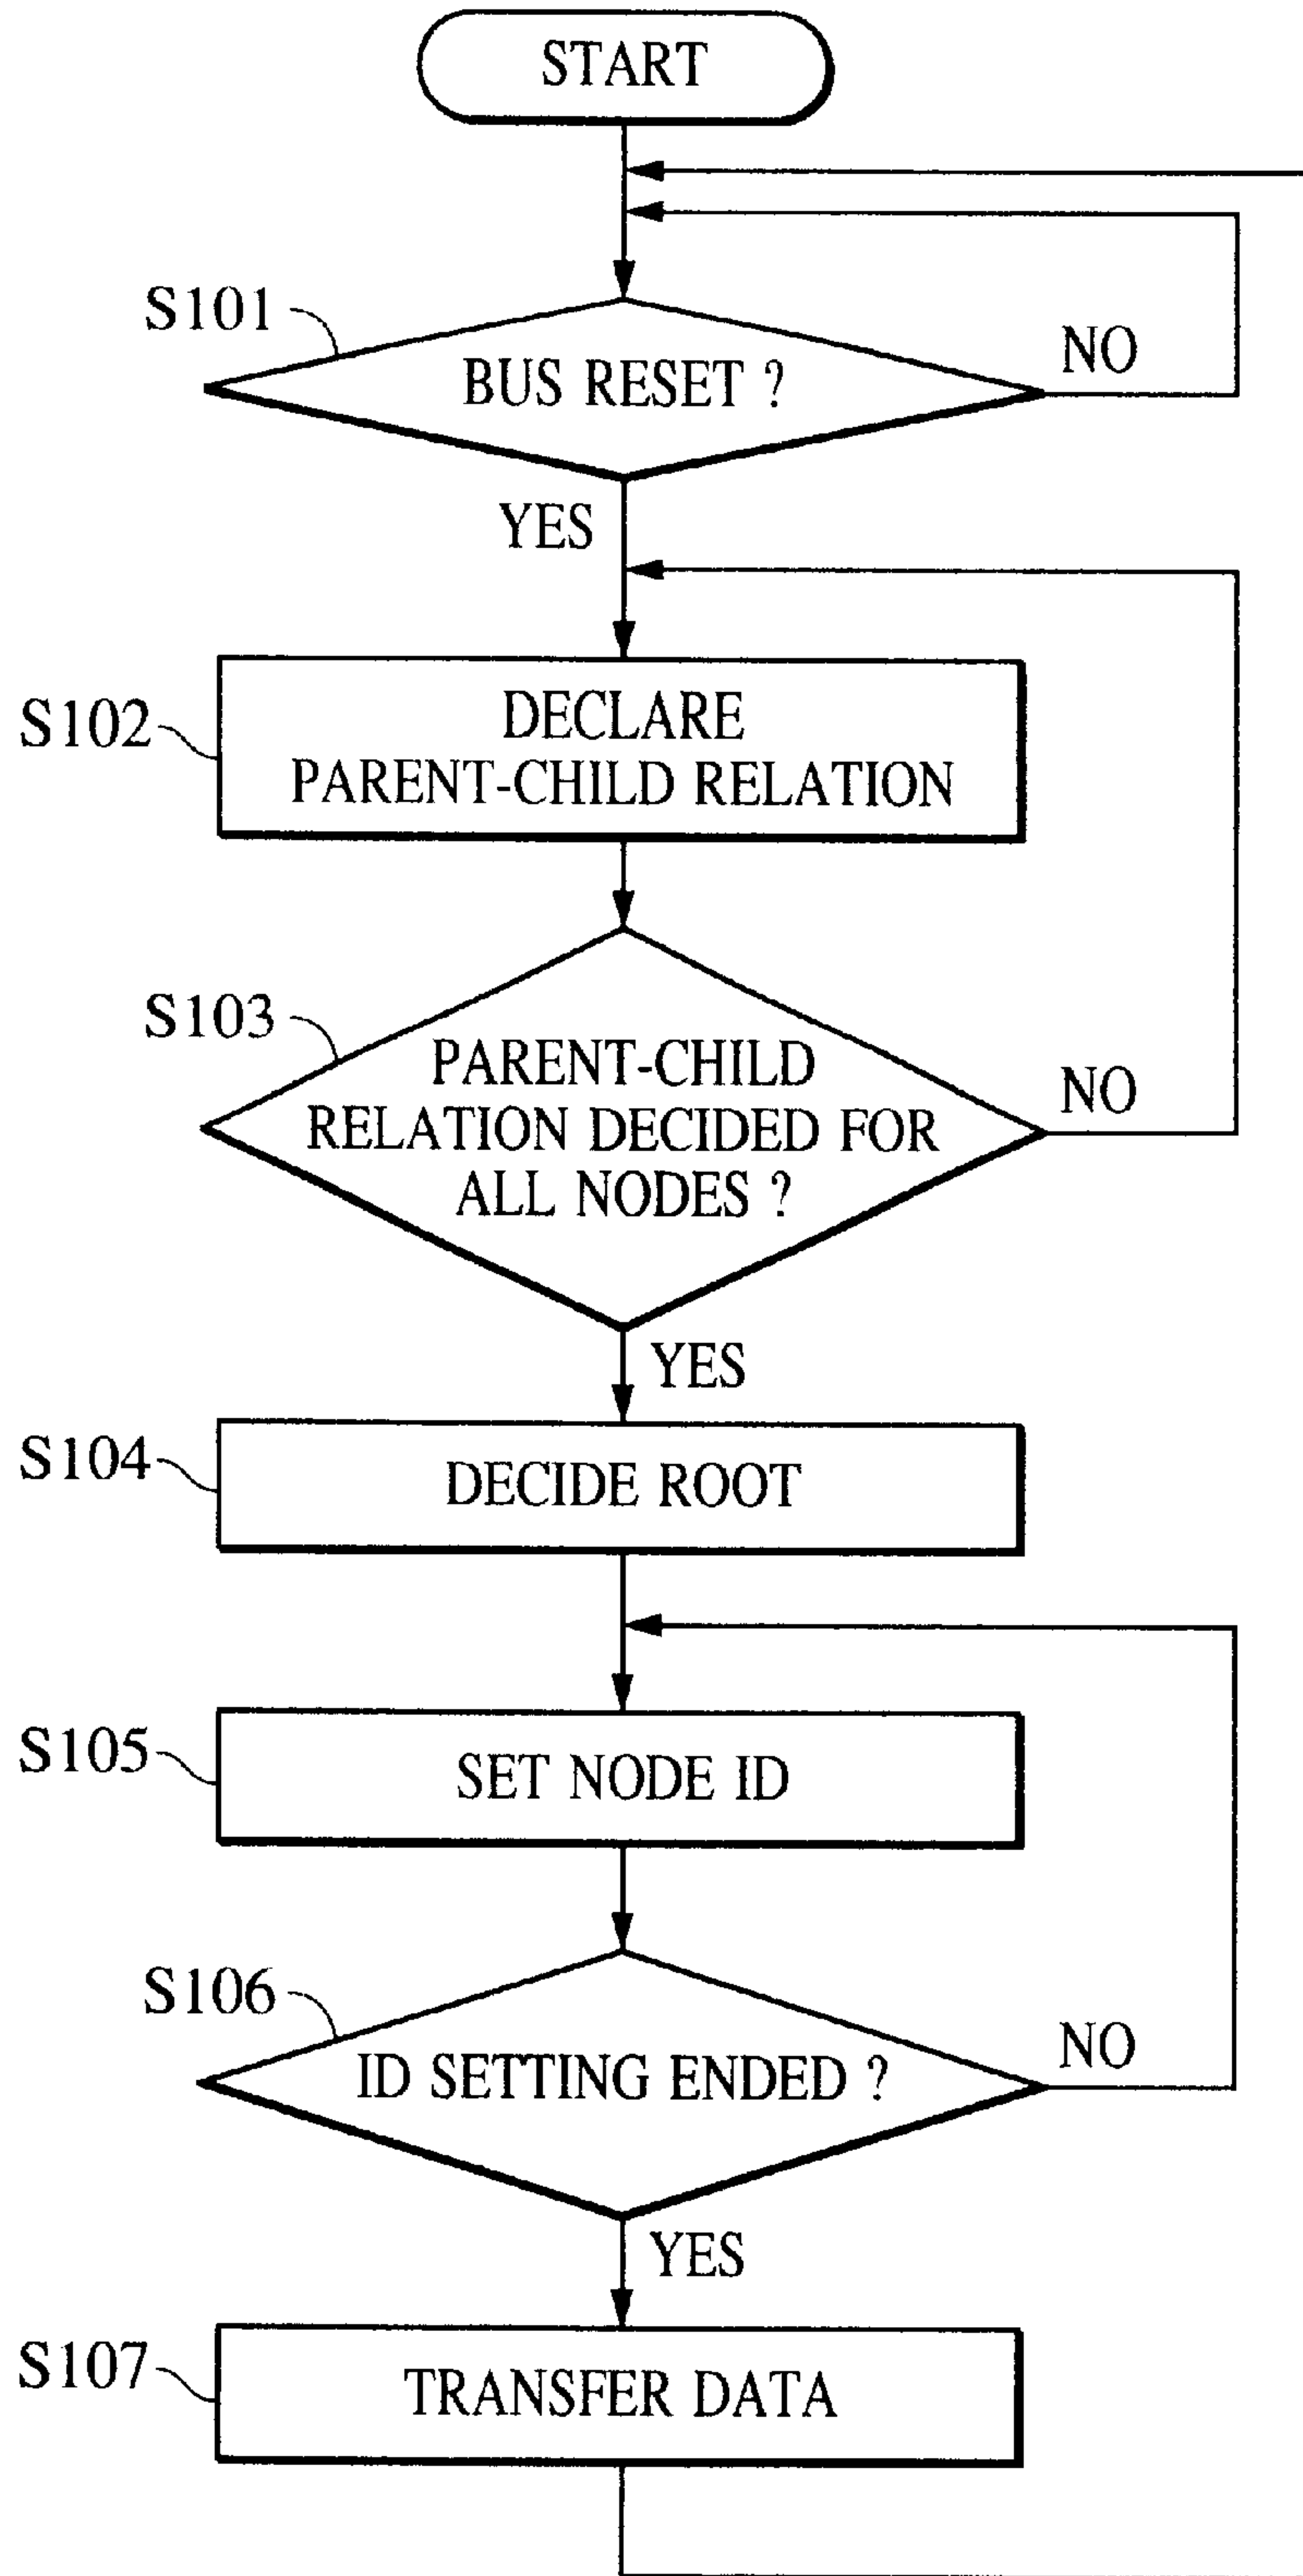 START
S101
BUS RESET ?
NO
YES
S102
DECLARE
PARENT-CHILD RELATION
S103
PARENT-CHILD
RELATION DECIDED FOR
ALL NODES ?
NO
YES
S104
DECIDE ROOT
S105
SET NODE ID
S106
ID SETTING ENDED ?
NO
YES
S107
TRANSFER DATA